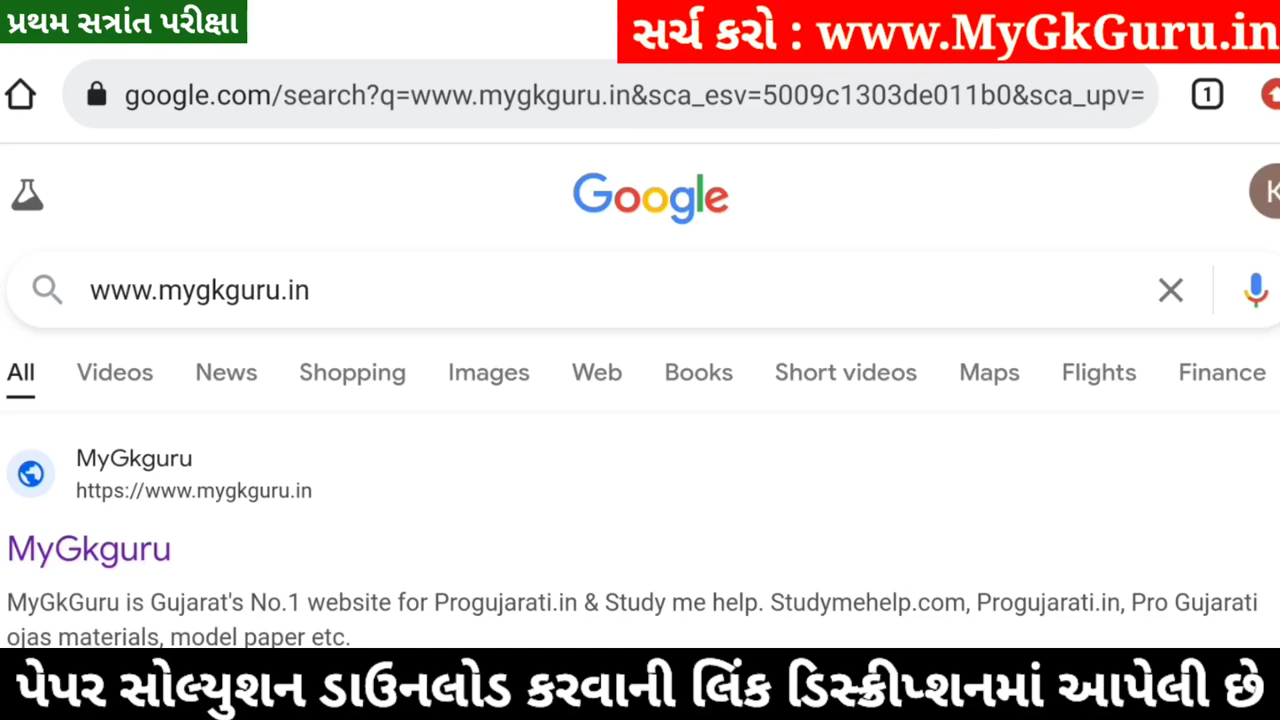 પ્રથમ સત્રાંત પરીક્ષા
સર્ચ કરો : www.MyGkGuru.in
google.com/search?q=www.mygkguru.in&sca_esv=5009c1303de011b0&sca_upv=
1
Google
K
www.mygkguru.in
All Videos News Shopping Images Web Books Short videos Maps Flights Finance
MyGkguru
https://www.mygkguru.in
MyGkguru
MyGkGuru is Gujarat's No.1 website for Progujarati.in & Study me help. Studymehelp.com, Progujarati.in, Pro Gujarati
ojas materials, model paper etc.
પેપર સોલ્યુશન ડાઉનલોડ કરવાની લિંક ડિસ્ક્રીપ્શનમાં આપેલી છે